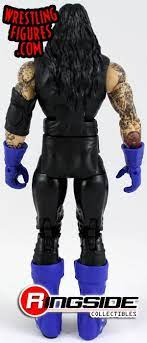 WRESTLING
FIGURES
.COM
RINGSIDE
COLLECTIBLES